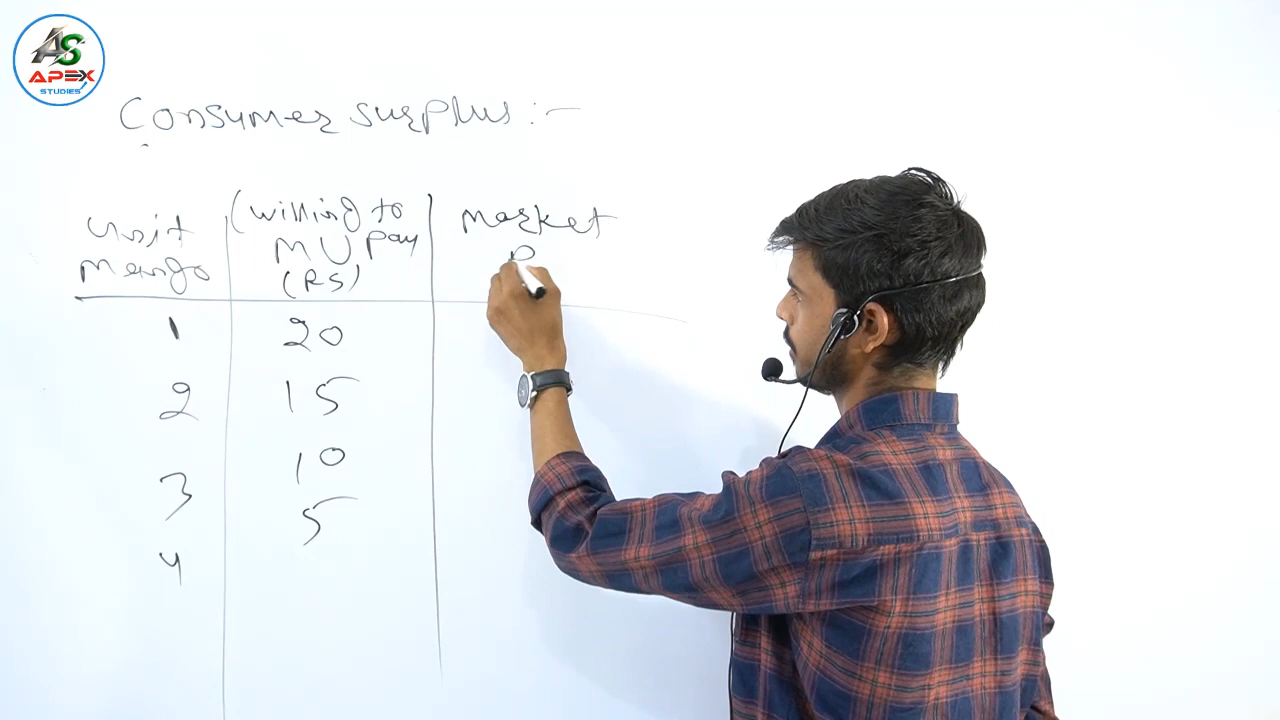 AS
APEX
STUDIES
Consumer surplus :-
Unit Mango
(willing to pay
MU
(RS)
Market
P
1 20
2 15
3 10
4 5